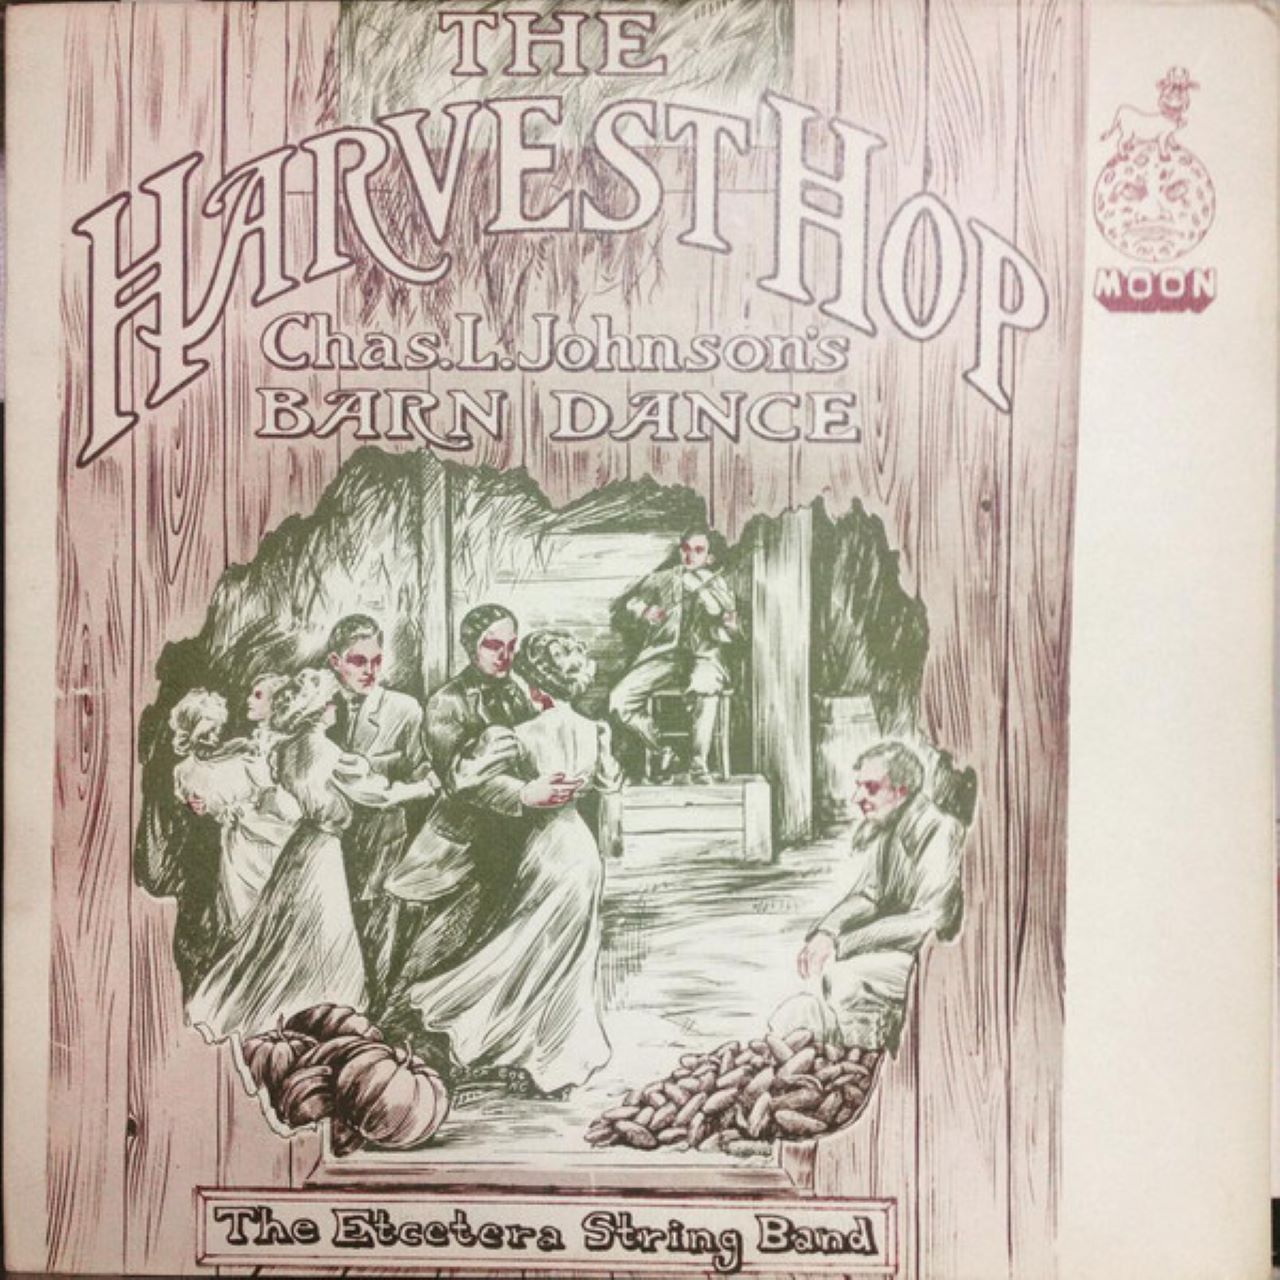 THE
HARVEST HOP
MOON
Chas. L. Johnson's
BARN DANCE
The Etcetera String Band